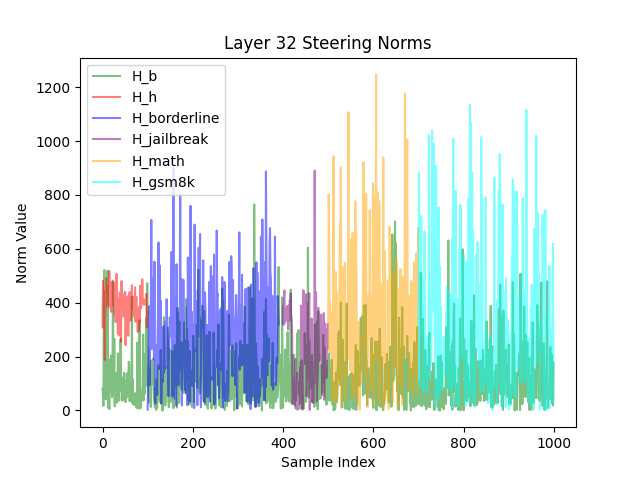 Layer 32 Steering Norms
H_b
H_h
H_borderline
H_jailbreak
H_math
H_gsm8k
Norm Value
1200
1000
800
600
400
200
0
0 200 400 600 800 1000
Sample Index